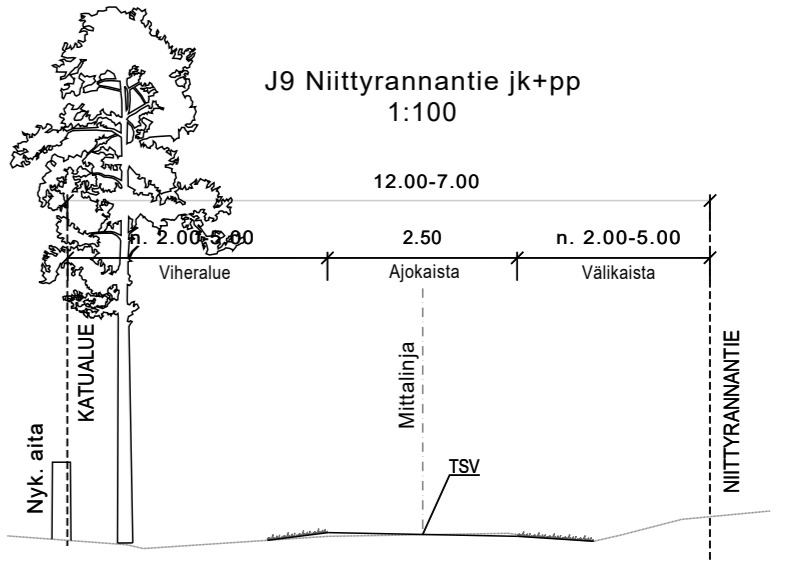 J9 Niittyrannantie jk+pp
1:100
12.00-7.00
n. 2.00-5.00
2.50
n. 2.00-5.00
Viheralue
Ajokaista
Välikaista
KATUALUE
Mittalinja
NIITTYRANNANTIE
Nyk. aita
TSV